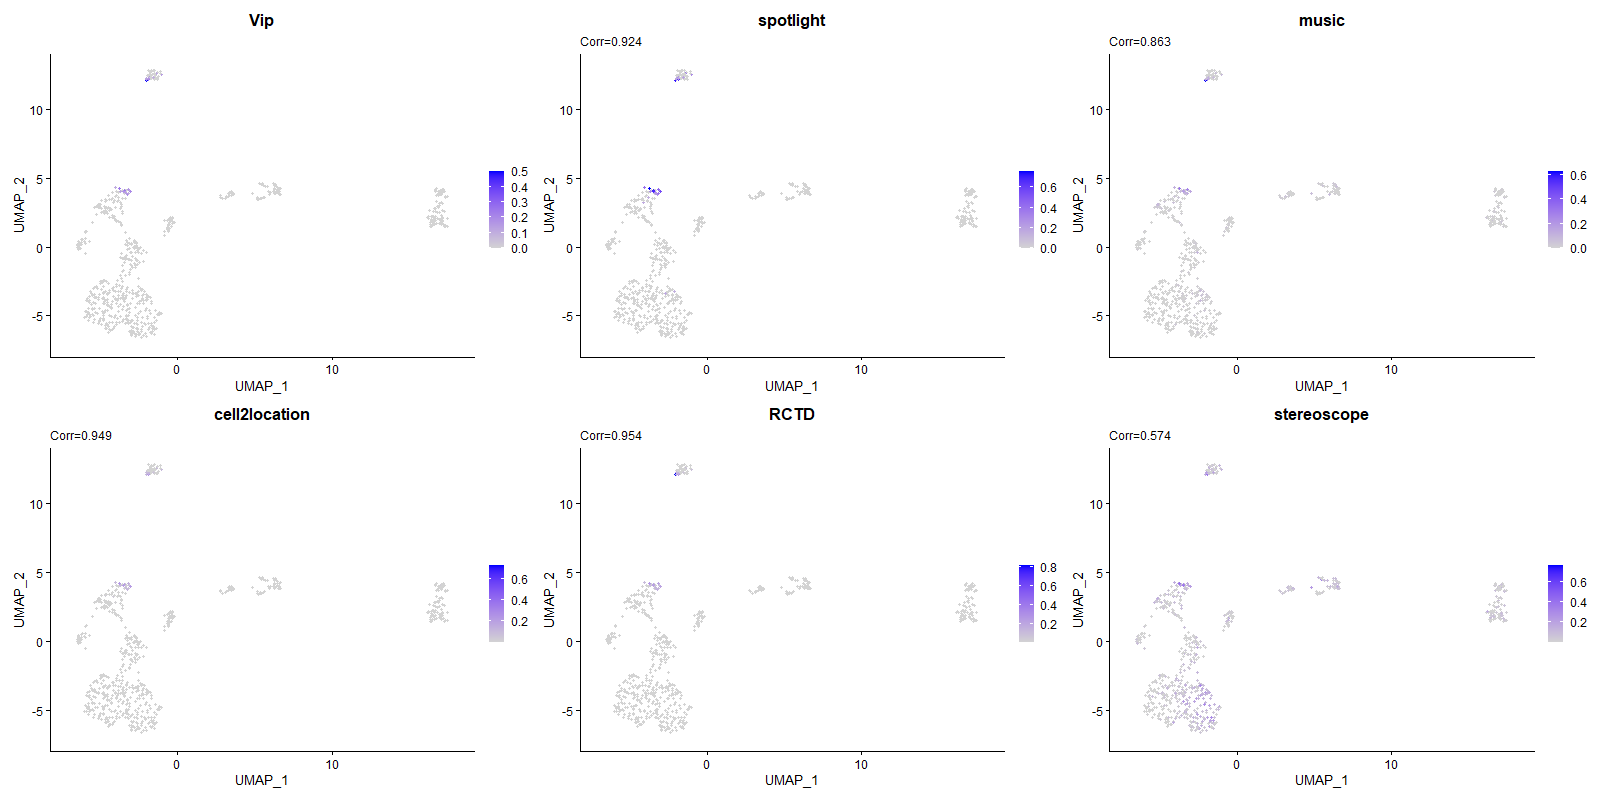 Vip
10
5
0
-5
UMAP_2
0
10
UMAP_1
0.5
0.4
0.3
0.2
0.1
0.0
spotlight
Corr=0.924
10
5
0
-5
UMAP_2
0
10
UMAP_1
0.6
0.4
0.2
0.0
music
Corr=0.863
10
5
0
-5
UMAP_2
0
10
UMAP_1
0.6
0.4
0.2
0.0
cell2location
Corr=0.949
10
5
0
-5
UMAP_2
0
10
UMAP_1
0.6
0.4
0.2
RCTD
Corr=0.954
10
5
0
-5
UMAP_2
0
10
UMAP_1
0.8
0.6
0.4
0.2
stereoscope
Corr=0.574
10
5
0
-5
UMAP_2
0
10
UMAP_1
0.6
0.4
0.2